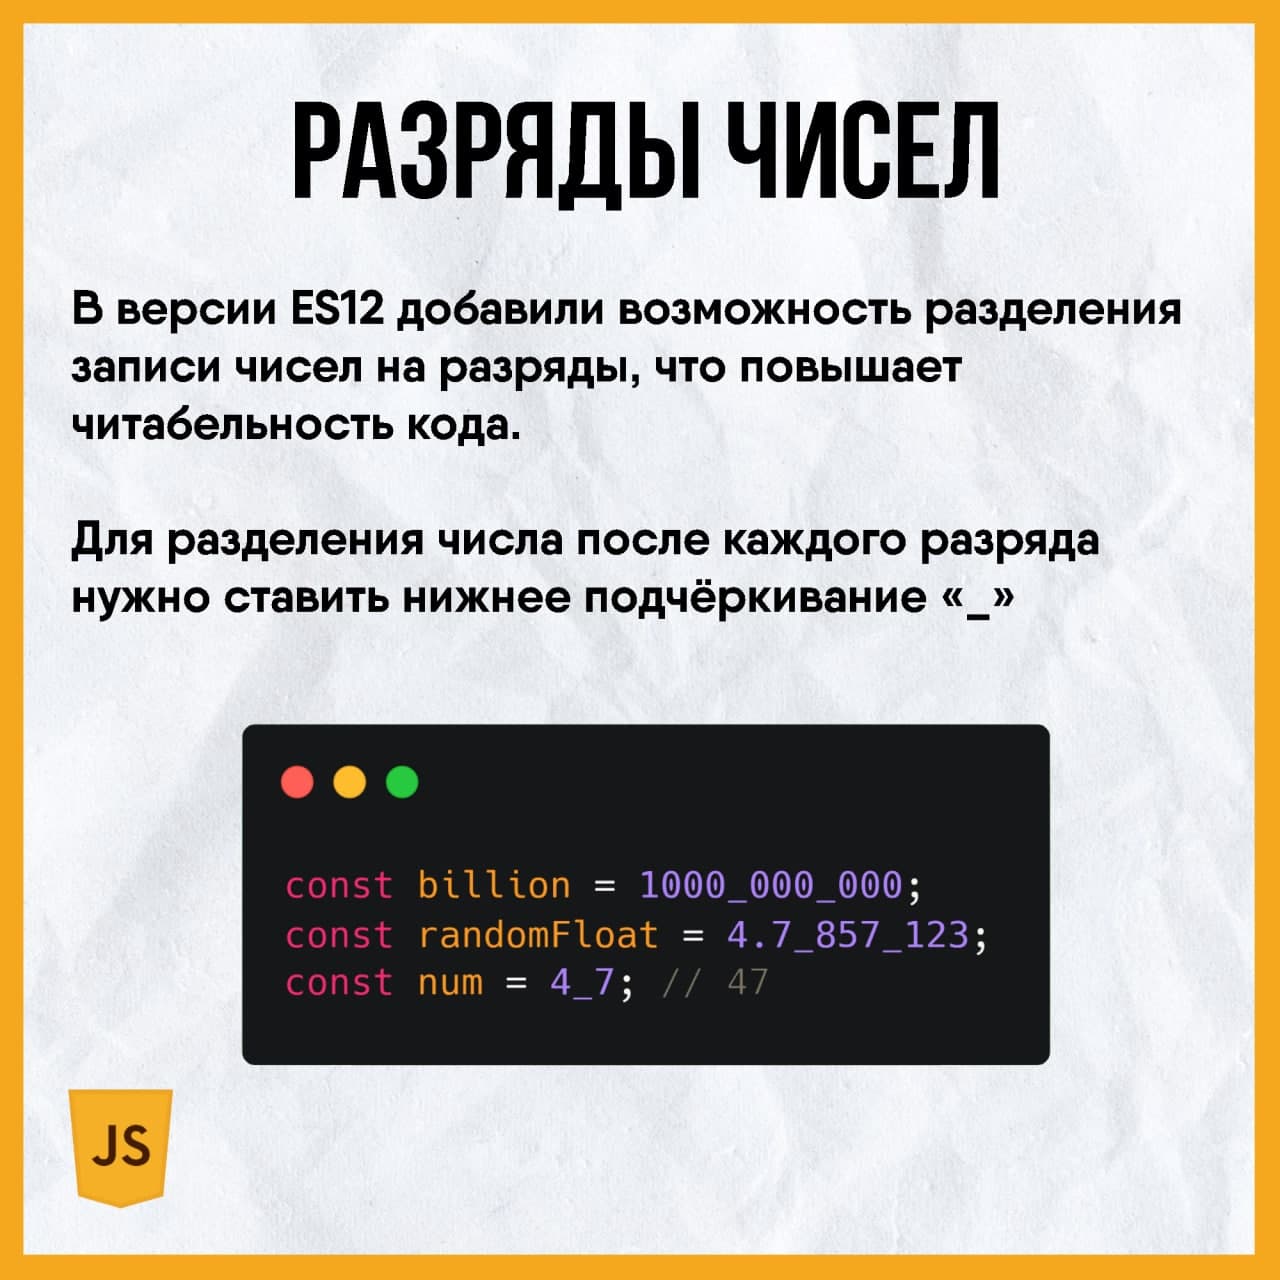 РАЗРЯДЫ ЧИСЕЛ
В версии ES12 добавили возможность разделения
записи чисел на разряды, что повышает
читабельность кода.
Для разделения числа после каждого разряда
нужно ставить нижнее подчёркивание «_»
const billion = 1000_000_000;
const randomFloat = 4.7_857_123;
const num = 4_7; // 47
JS